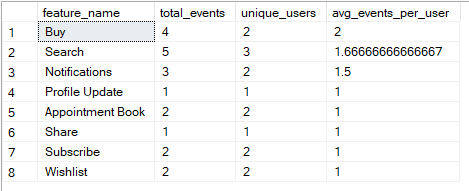 feature_name total_events unique_users avg_events_per_user
1 Buy 4 2 2
2 Search 5 3 1.66666666666667
3 Notifications 3 2 1.5
4 Profile Update 1 1 1
5 Appointment Book 2 2 1
6 Share 1 1 1
7 Subscribe 2 2 1
8 Wishlist 2 2 1